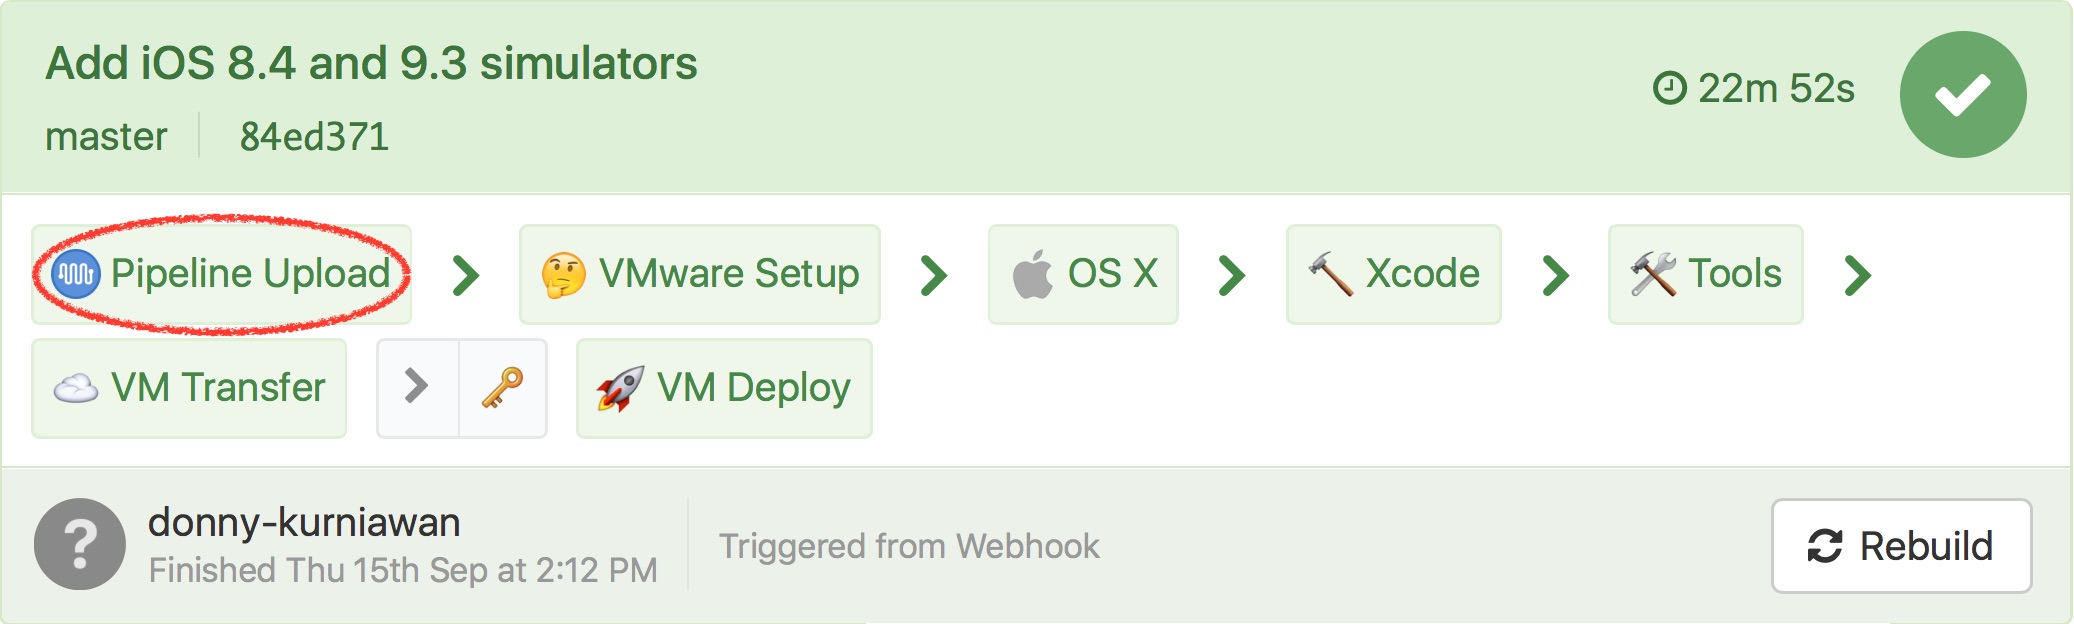 Add iOS 8.4 and 9.3 simulators
22m 52s
master 84ed371
Pipeline Upload VMware Setup OS X Xcode Tools
VM Transfer VM Deploy
donny-kurniawan
Finished Thu 15th Sep at 2:12 PM
Triggered from Webhook
Rebuild